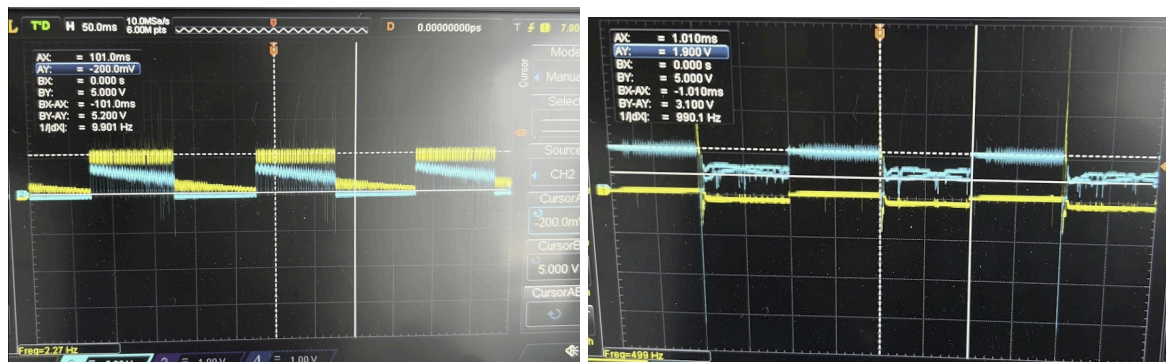 T'D H 50.0ms 10.0MSa/s
6.00M pts
D 0.00000000ps T
AX: = 101.0ms
AY: = -200.0mV
BX: = 0.000 s
BY: = 5.000 V
BX-AX: = -101.0ms
BY-AY: = 5.200 V
1/|dX|: = 9.901 Hz
Cursor
Mode
Manua
Selec
Source
CH2
CursorA
-200.0mV
CursorB
5.000 V
CursorAB
Freq=2.27 Hz
1.00V
4 = 1.00V
AX: = 1.010ms
AY: = 1.900 V
BX: = 0.000 s
BY: = 5.000 V
BX-AX: = -1.010ms
BY-AY: = 3.100 V
1/|dX|: = 990.1 Hz
Freq=499 Hz